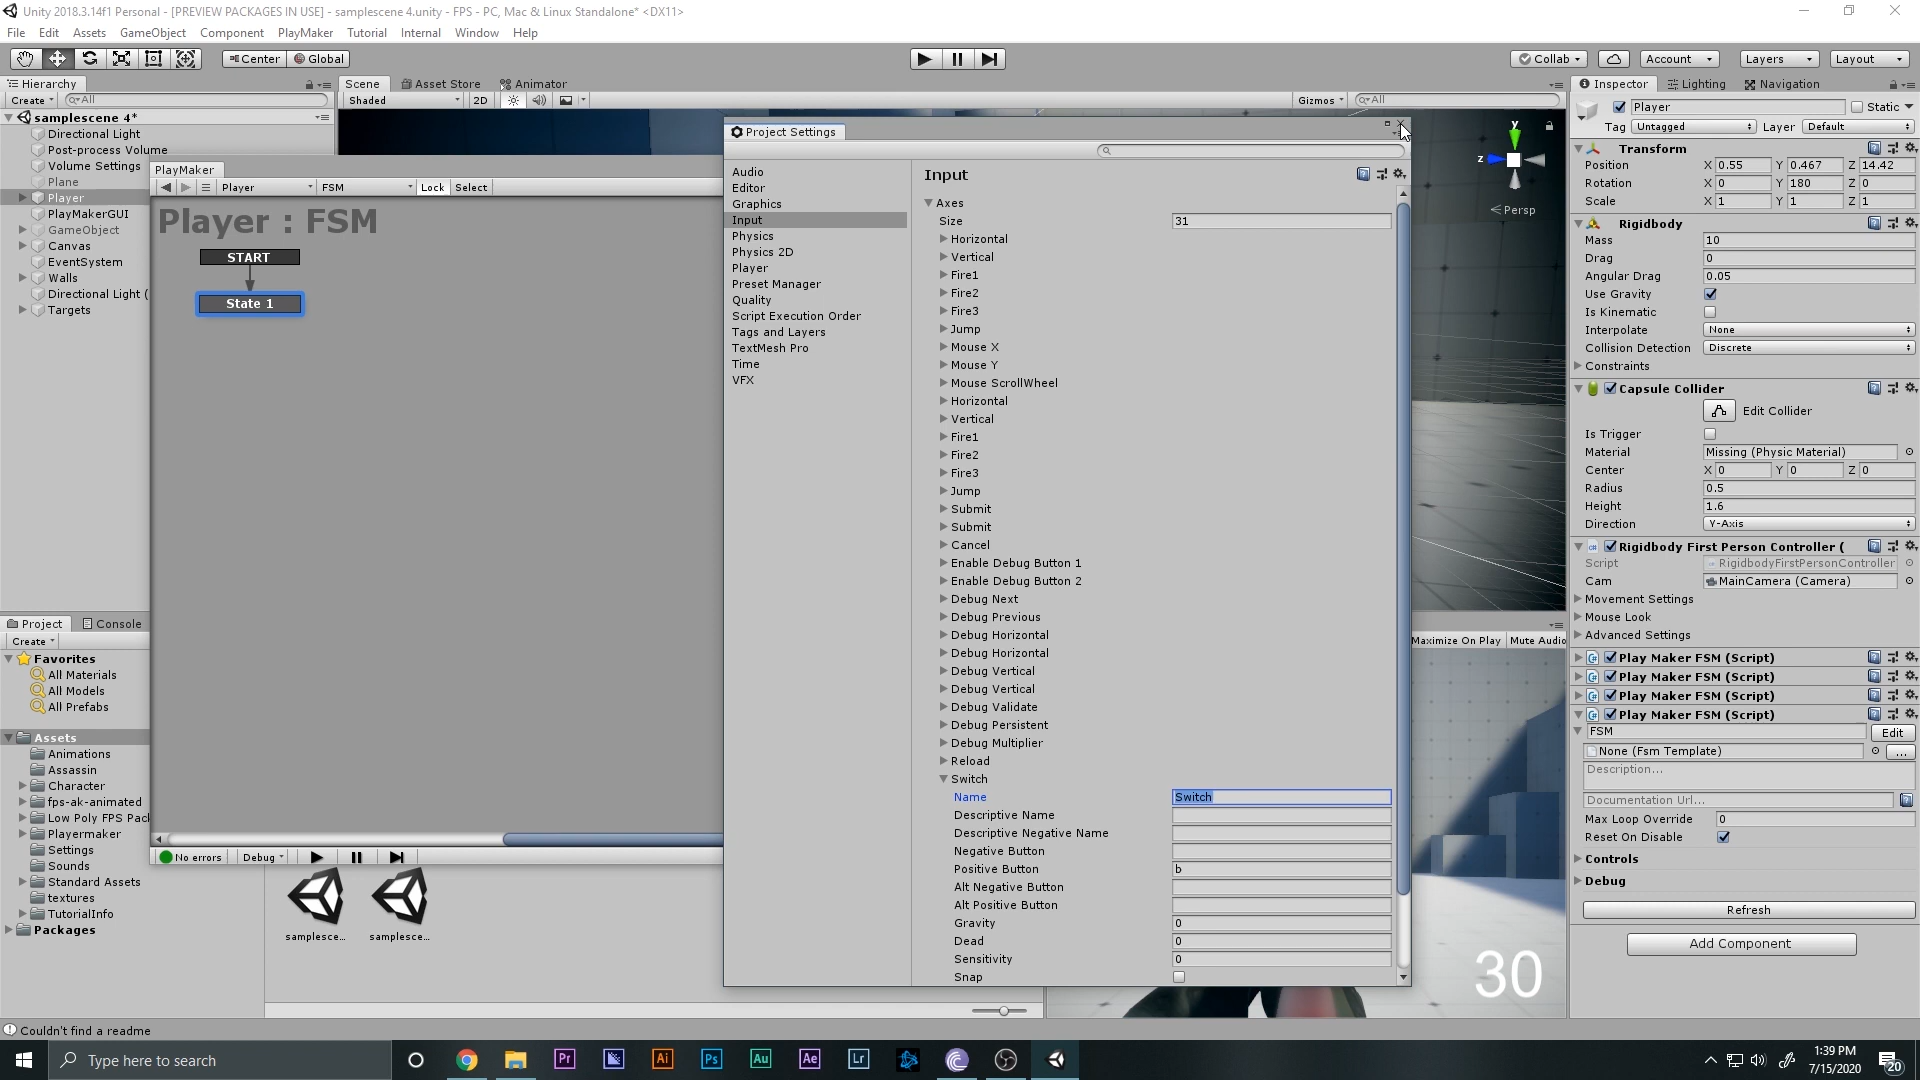 Unity 2018.3.14f1 Personal - [PREVIEW PACKAGES IN USE] - samplescene 4.unity - FPS - PC, Mac & Linux Standalone* <DX11>
File Edit Assets GameObject Component PlayMaker Tutorial Internal Window Help
Center Global Collab Account Layers Layout
Hierarchy
Create All
samplescene 4*
Directional Light
Post-process Volume
Volume Settings
Plane
Player
PlayMakerGUI
GameObject
Canvas
EventSystem
Walls
Directional Light (
Targets
Scene Asset Store Animator
Shaded 2D Gizmos All
Persp
PlayMaker
Player FSM Lock Select
Player : FSM
START
State 1
No errors Debug
Project Settings
Audio
Editor
Graphics
Input
Physics
Physics 2D
Player
Preset Manager
Quality
Script Execution Order
Tags and Layers
TextMesh Pro
Time
VFX
Input
Axes
Size 31
Horizontal
Vertical
Fire1
Fire2
Fire3
Jump
Mouse X
Mouse Y
Mouse ScrollWheel
Horizontal
Vertical
Fire1
Fire2
Fire3
Jump
Submit
Submit
Cancel
Enable Debug Button 1
Enable Debug Button 2
Debug Next
Debug Previous
Debug Horizontal
Debug Horizontal
Debug Vertical
Debug Vertical
Debug Validate
Debug Persistent
Debug Multiplier
Reload
Switch
Name Switch
Descriptive Name
Descriptive Negative Name
Negative Button
Positive Button b
Alt Negative Button
Alt Positive Button
Gravity 0
Dead 0
Sensitivity 0
Snap
Maximize On Play Mute Audio
30
Inspector Lighting Navigation
Player Static
Tag Untagged Layer Default
Transform
Position X 0.55 Y 0.467 Z 14.42
Rotation X 0 Y 180 Z 0
Scale X 1 Y 1 Z 1
Rigidbody
Mass 10
Drag 0
Angular Drag 0.05
Use Gravity
Is Kinematic
Interpolate None
Collision Detection Discrete
Constraints
Capsule Collider
Edit Collider
Is Trigger
Material Missing (Physic Material)
Center X 0 Y 0 Z 0
Radius 0.5
Height 1.6
Direction Y-Axis
Rigidbody First Person Controller (
Script RigidbodyFirstPersonController
Cam MainCamera (Camera)
Movement Settings
Mouse Look
Advanced Settings
Play Maker FSM (Script)
Play Maker FSM (Script)
Play Maker FSM (Script)
Play Maker FSM (Script)
FSM Edit
None (Fsm Template) ...
Description...
Documentation Url...
Max Loop Override 0
Reset On Disable
Controls
Debug
Refresh
Add Component
Project Console
Create
Favorites
All Materials
All Models
All Prefabs
Assets
Animations
Assassin
Character
fps-ak-animated
Low Poly FPS Pack
Playermaker
Settings
Sounds
Standard Assets
textures
TutorialInfo
Packages
samplesce... samplesce...
Couldn't find a readme
Type here to search
Pr Ai Ps Au Ae Lr
1:39 PM
7/15/2020
20